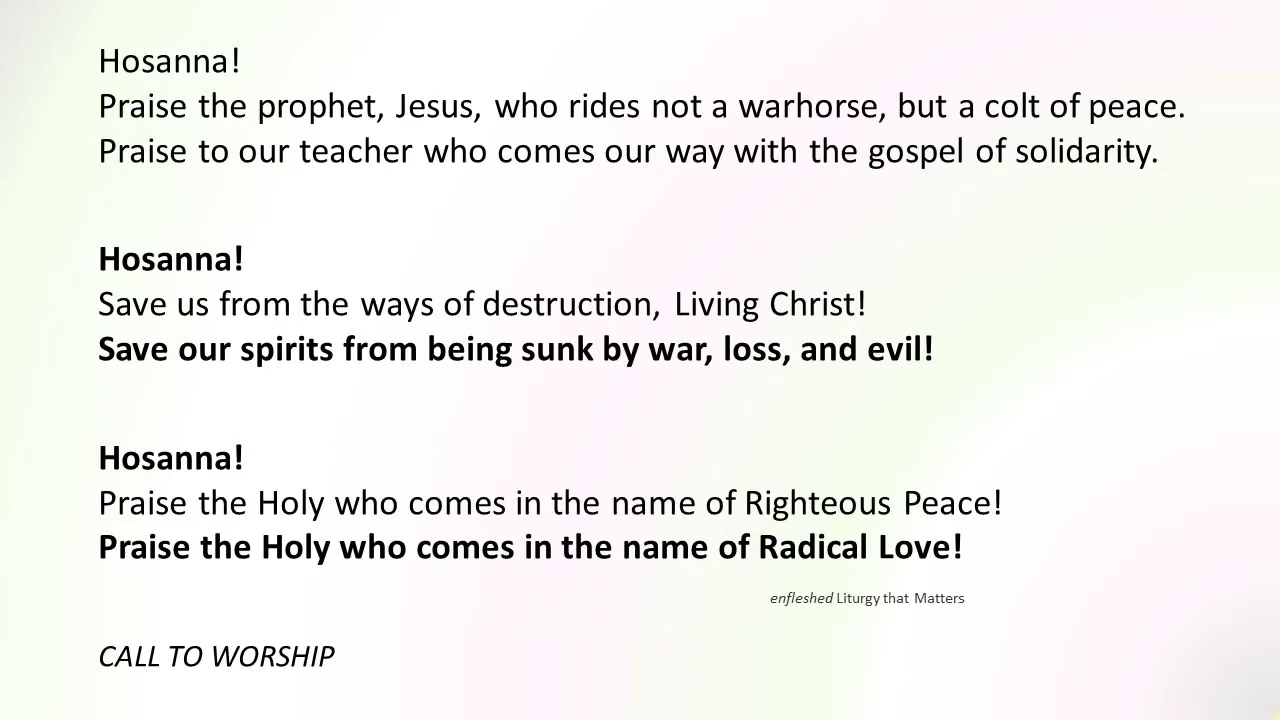 Hosanna!
Praise the prophet, Jesus, who rides not a warhorse, but a colt of peace.
Praise to our teacher who comes our way with the gospel of solidarity.
Hosanna!
Save us from the ways of destruction, Living Christ!
Save our spirits from being sunk by war, loss, and evil!
Hosanna!
Praise the Holy who comes in the name of Righteous Peace!
Praise the Holy who comes in the name of Radical Love!
enfleshed Liturgy that Matters
CALL TO WORSHIP